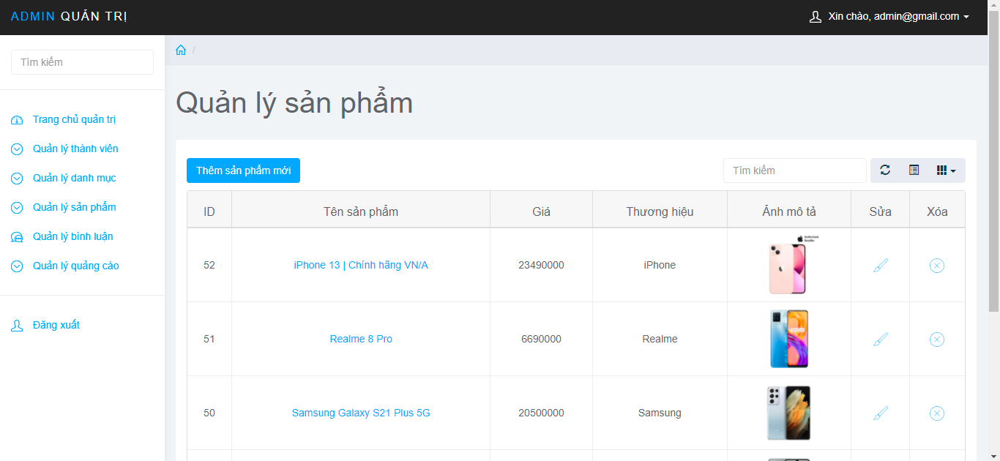 ADMIN QUẢN TRỊ
Xin chào, admin@gmail.com
Tìm kiếm
/
Trang chủ quản trị
Quản lý thành viên
Quản lý danh mục
Quản lý sản phẩm
Quản lý bình luận
Quản lý quảng cáo
Đăng xuất
Quản lý sản phẩm
Thêm sản phẩm mới
Tìm kiếm
ID Tên sản phẩm Giá Thương hiệu Ảnh mô tả Sửa Xóa
52 iPhone 13 | Chính hãng VN/A 23490000 iPhone
51 Realme 8 Pro 6690000 Realme
50 Samsung Galaxy S21 Plus 5G 20500000 Samsung